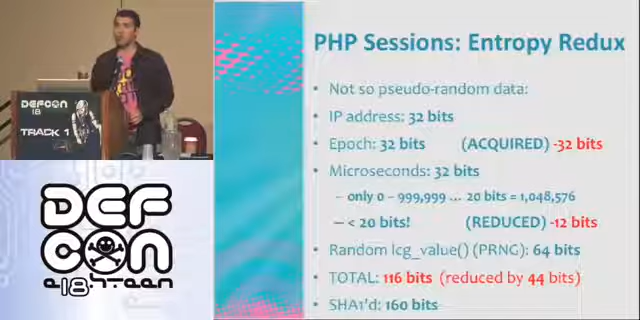 DEFCON
18
TRACK 1
DEF
CON
e18hteen
PHP Sessions: Entropy Redux
• Not so pseudo-random data:
• IP address: 32 bits
• Epoch: 32 bits (ACQUIRED) -32 bits
• Microseconds: 32 bits
– only 0 – 999,999 … 20 bits = 1,048,576
– < 20 bits! (REDUCED) -12 bits
• Random lcg_value() (PRNG): 64 bits
• TOTAL: 116 bits (reduced by 44 bits)
• SHA1'd: 160 bits